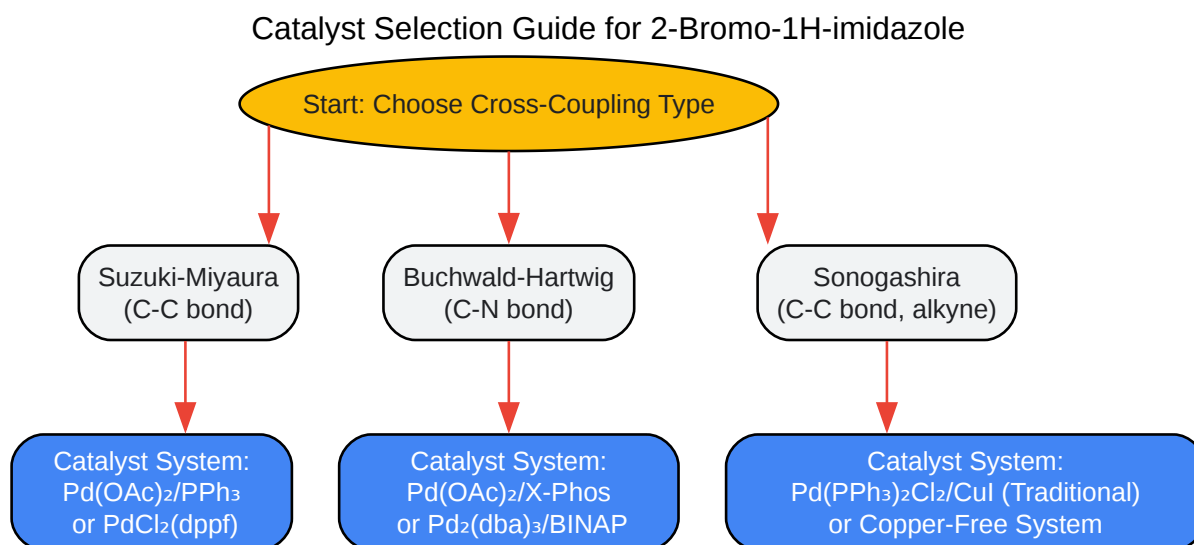 Catalyst Selection Guide for 2-Bromo-1H-imidazole
Start: Choose Cross-Coupling Type
Suzuki-Miyaura
(C-C bond)
Buchwald-Hartwig
(C-N bond)
Sonogashira
(C-C bond, alkyne)
Catalyst System:
Pd(OAc)₂/PPh₃
or PdCl₂(dppf)
Catalyst System:
Pd(OAc)₂/X-Phos
or Pd₂(dba)₃/BINAP
Catalyst System:
Pd(PPh₃)₂Cl₂/CuI (Traditional)
or Copper-Free System